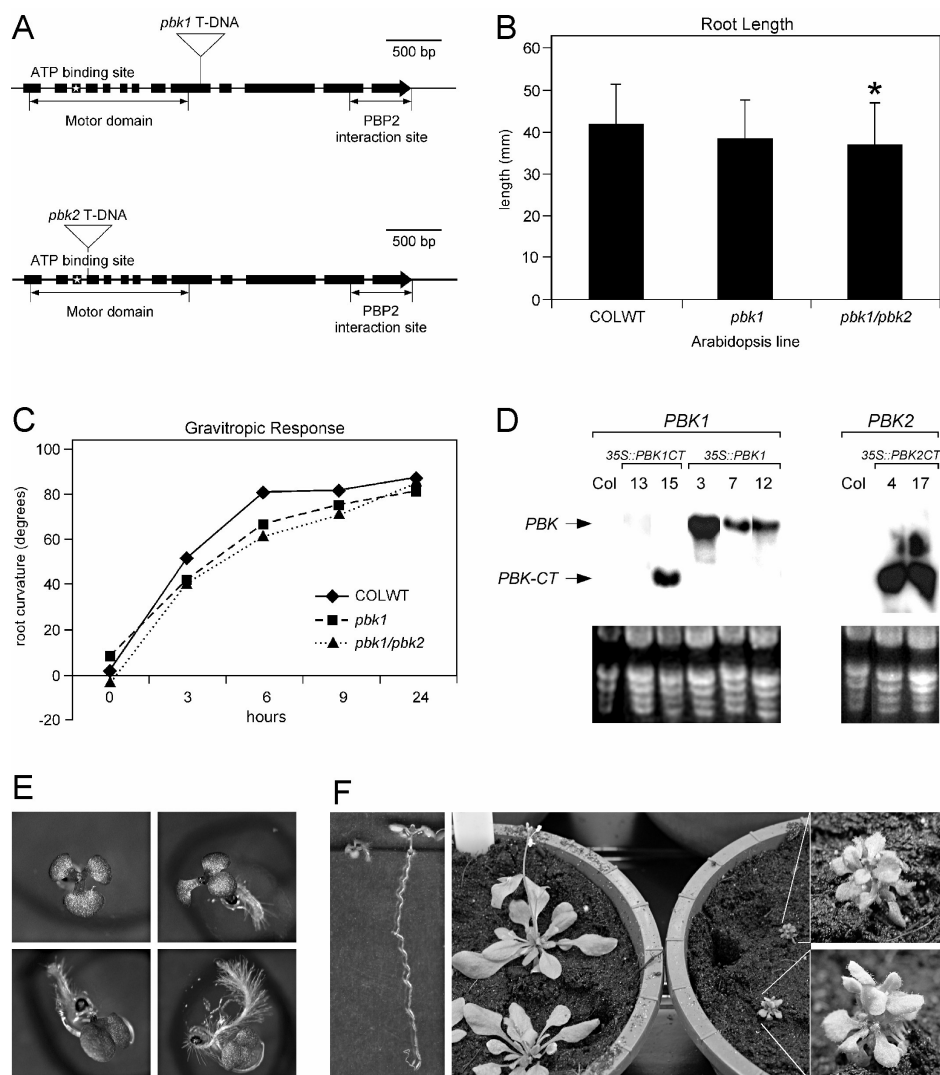 A
pbk1 T-DNA
500 bp
ATP binding site
Motor domain
PBP2
interaction site
pbk2 T-DNA
500 bp
ATP binding site
Motor domain
PBP2
interaction site
B
Root Length
60
50
40
30
20
10
0
length (mm)
*
COLWT pbk1 pbk1/pbk2
Arabidopsis line
C
Gravitropic Response
100
80
60
40
20
0
-20
root curvature (degrees)
COLWT
pbk1
pbk1/pbk2
0 3 6 9 24
hours
D
PBK1
35S::PBK1CT 35S::PBK1
Col 13 15 3 7 12
PBK
PBK-CT
PBK2
35S::PBK2CT
Col 4 17
E
F